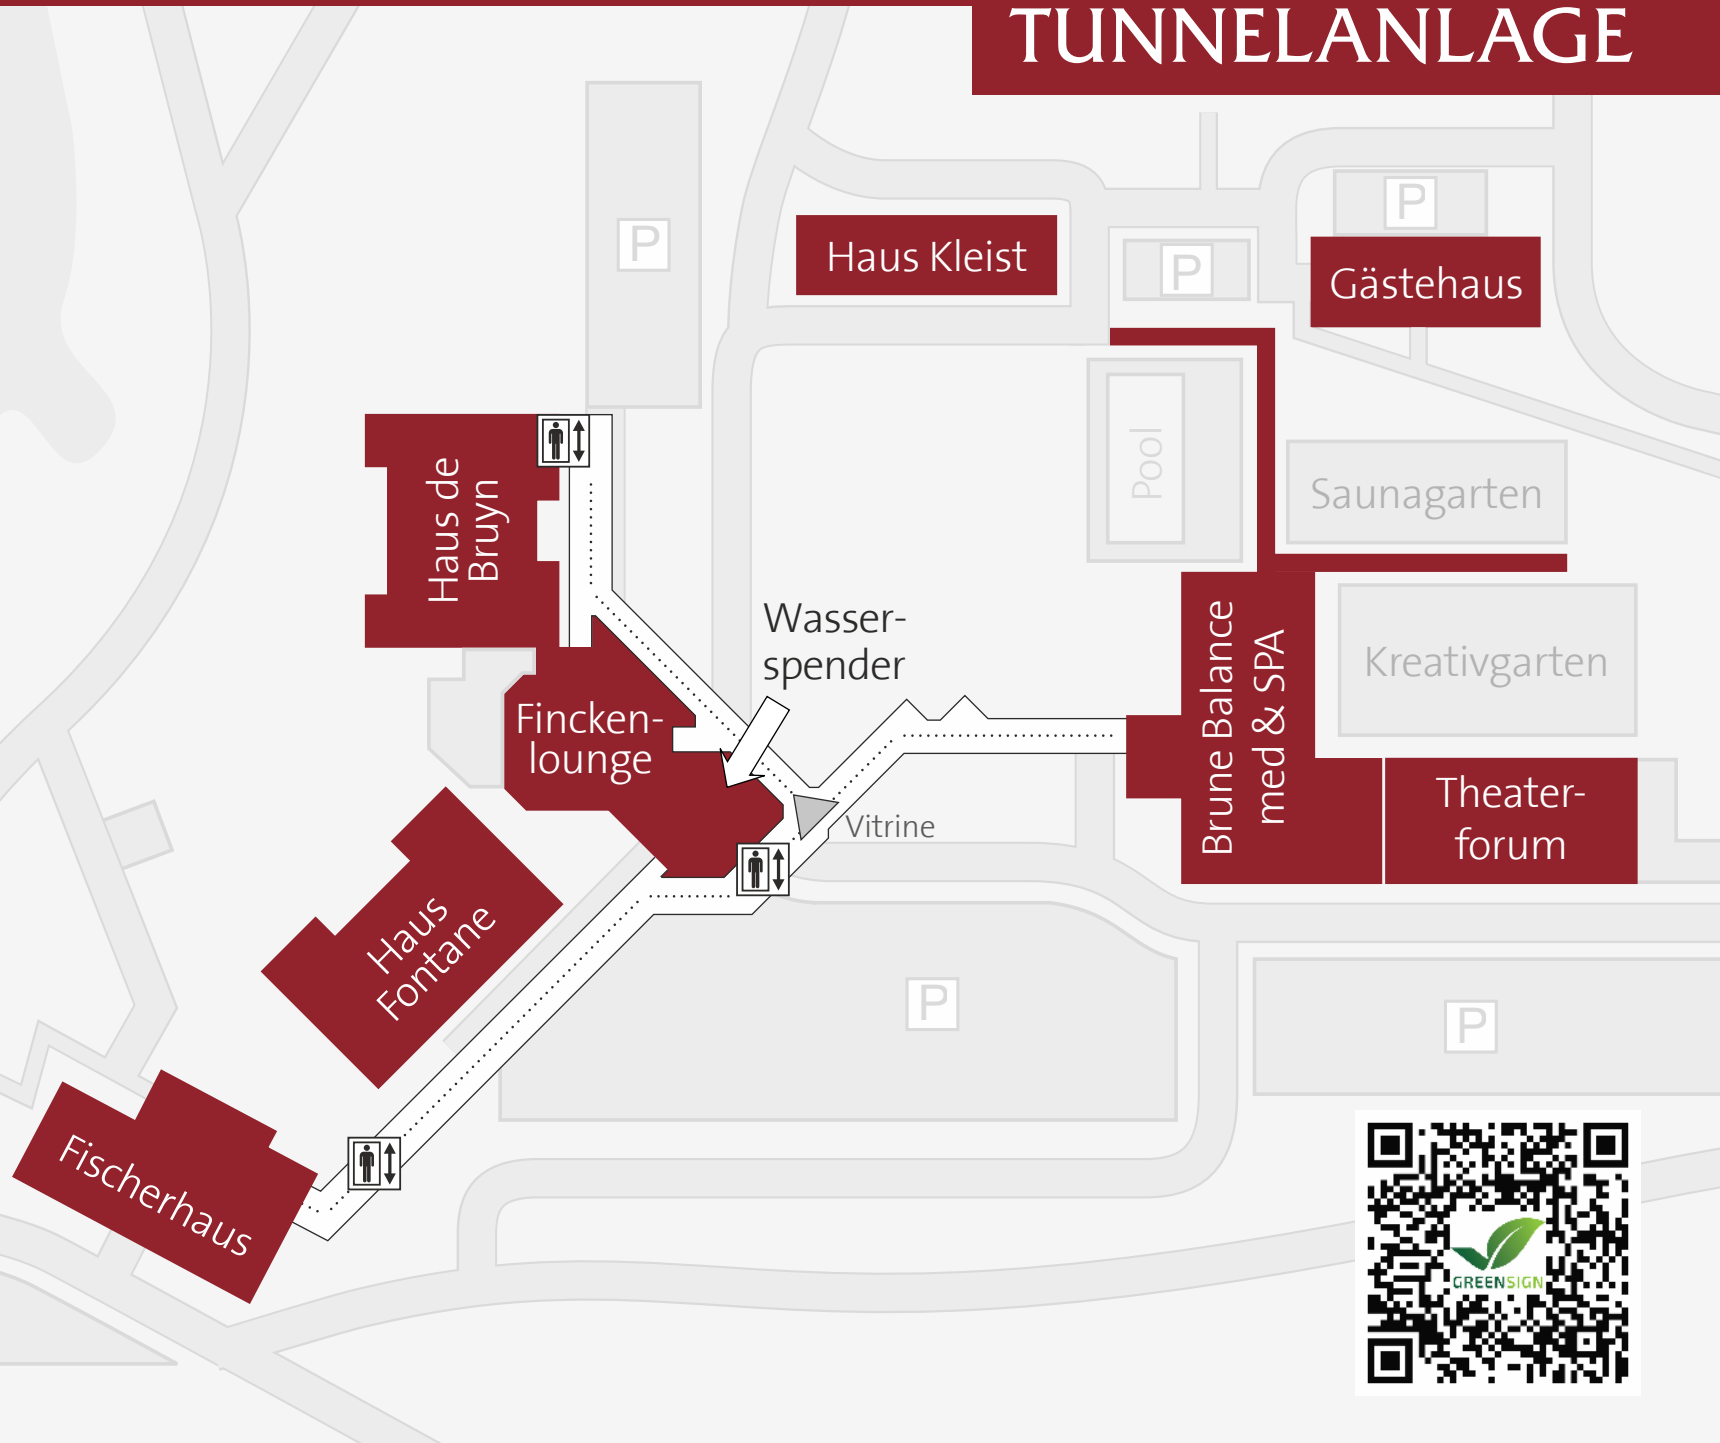 TUNNELANLAGE
P
P
P
Haus Kleist
Gästehaus
Pool
Saunagarten
Haus de
Bruyn
Wasser-
spender
Kreativgarten
Brune Balance
med & SPA
Fincken-
lounge
Vitrine
Theater-
forum
Haus
Fontane
P
P
Fischerhaus
GREENSIGN